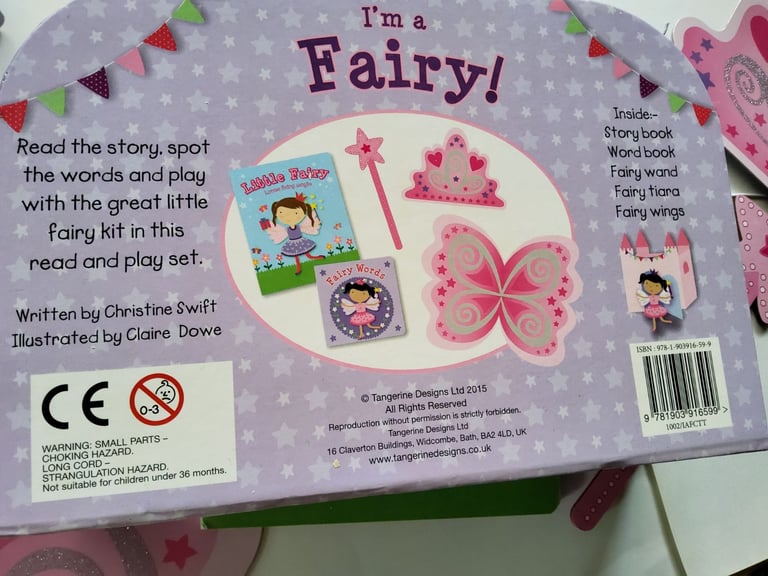 I'm a
Fairy!
Read the story, spot
the words and play
with the great little
fairy kit in this
read and play set.
Written by Christine Swift
Illustrated by Claire Dowe
Little Fairy
Fairy Words
Inside:-
Story book
Word book
Fairy wand
Fairy tiara
Fairy wings
CE
0-3
WARNING: SMALL PARTS –
CHOKING HAZARD.
LONG CORD –
STRANGULATION HAZARD.
Not suitable for children under 36 months.
© Tangerine Designs Ltd 2015
All Rights Reserved
Reproduction without permission is strictly forbidden.
Tangerine Designs Ltd
16 Claverton Buildings, Widcombe, Bath, BA2 4LD, UK
www.tangerinedesigns.co.uk
ISBN : 978-1-903916-59-9
9 781903 916599 >
1002/IAFCTT